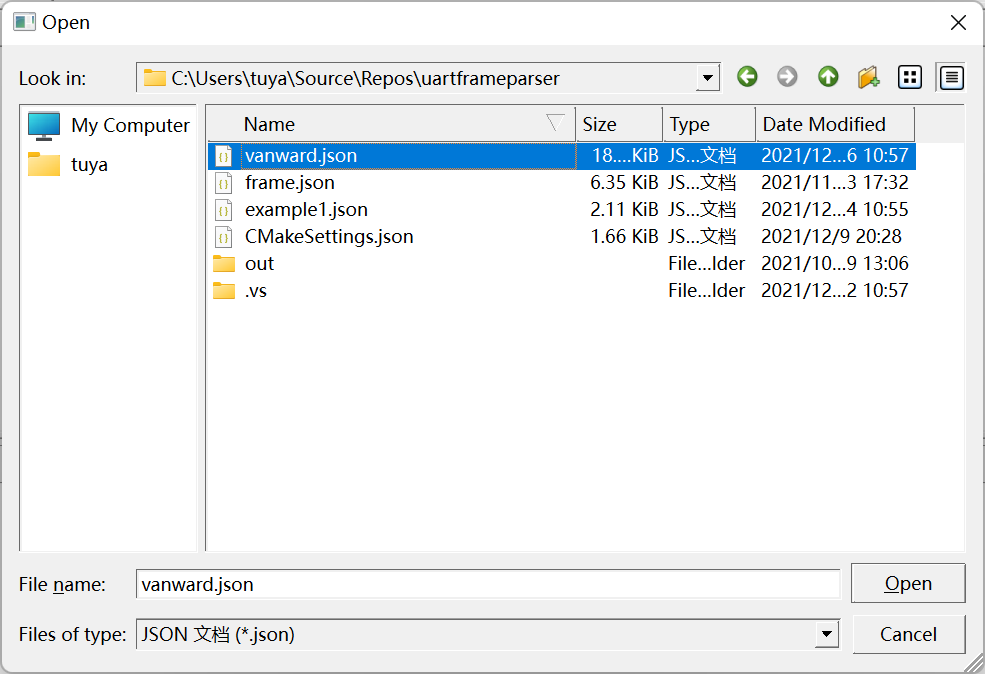 Open
Look in: C:\Users\tuya\Source\Repos\uartframeparser
My Computer
tuya
Name Size Type Date Modified
vanward.json 18....KiB JS...文档 2021/12...6 10:57
frame.json 6.35 KiB JS...文档 2021/11...3 17:32
example1.json 2.11 KiB JS...文档 2021/12...4 10:55
CMakeSettings.json 1.66 KiB JS...文档 2021/12/9 20:28
out File...lder 2021/10...9 13:06
.vs File...lder 2021/12...2 10:57
File name: vanward.json Open
Files of type: JSON 文档 (*.json) Cancel